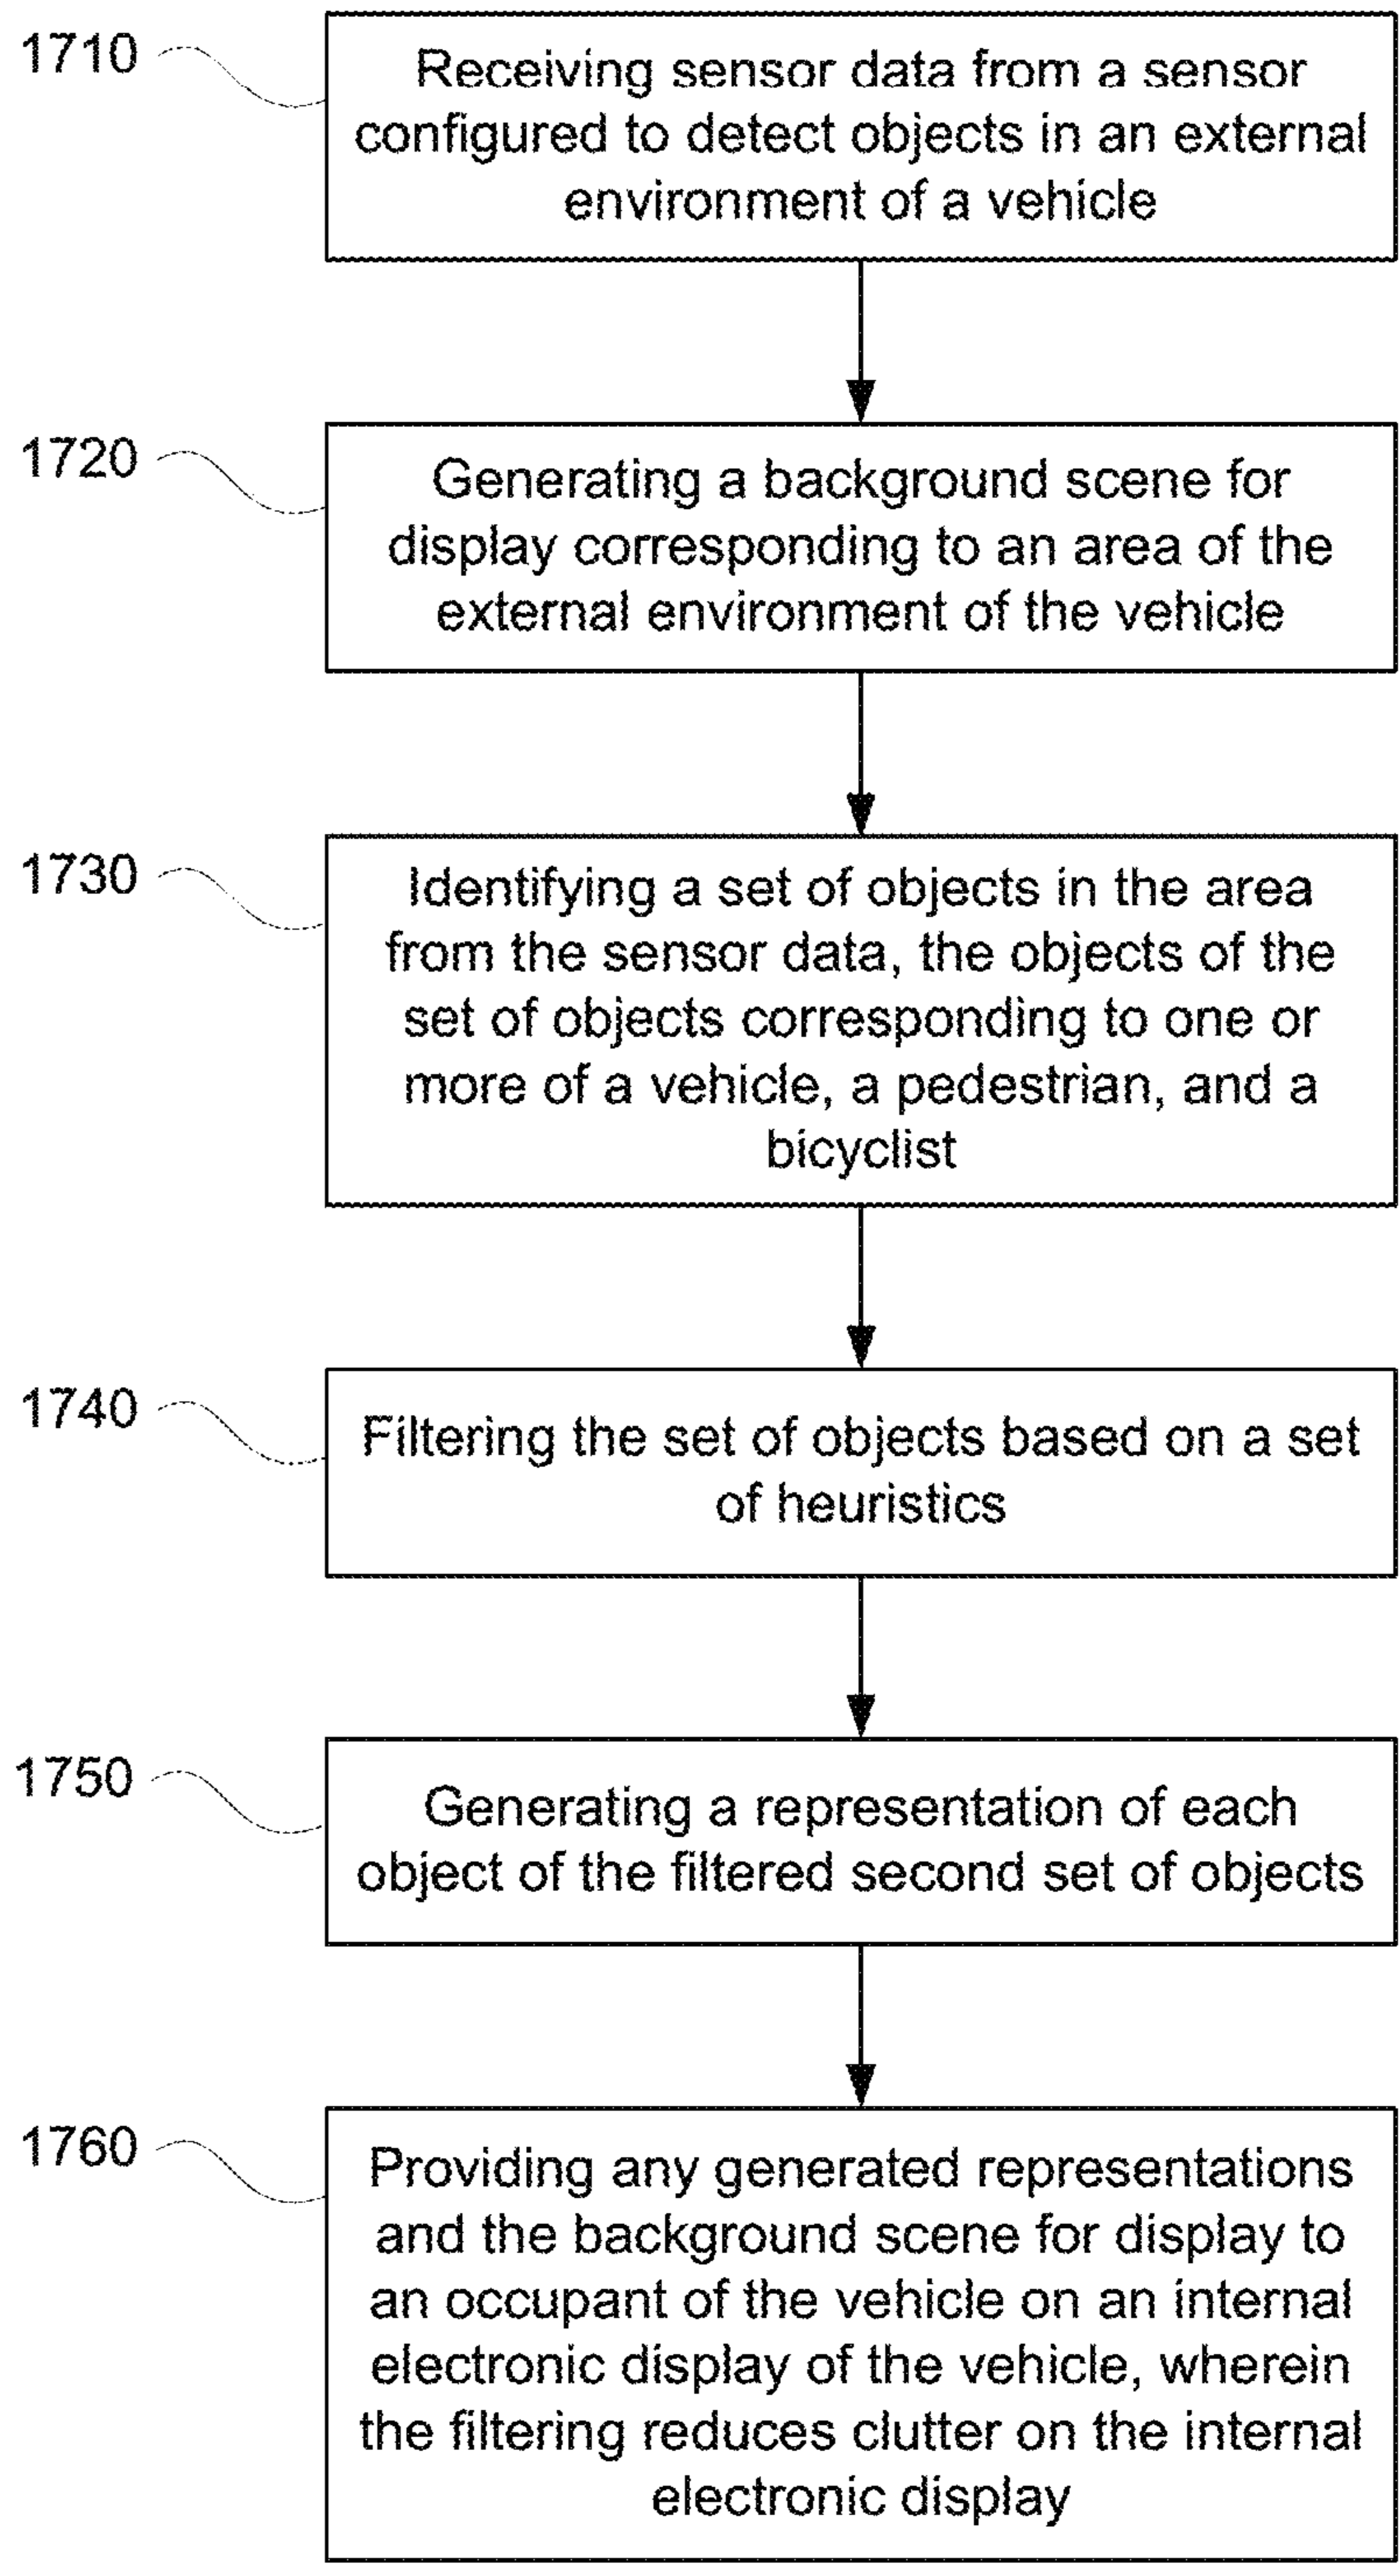 1710
Receiving sensor data from a sensor
configured to detect objects in an external
environment of a vehicle
1720
Generating a background scene for
display corresponding to an area of the
external environment of the vehicle
1730
Identifying a set of objects in the area
from the sensor data, the objects of the
set of objects corresponding to one or
more of a vehicle, a pedestrian, and a
bicyclist
1740
Filtering the set of objects based on a set
of heuristics
1750
Generating a representation of each
object of the filtered second set of objects
1760
Providing any generated representations
and the background scene for display to
an occupant of the vehicle on an internal
electronic display of the vehicle, wherein
the filtering reduces clutter on the internal
electronic display